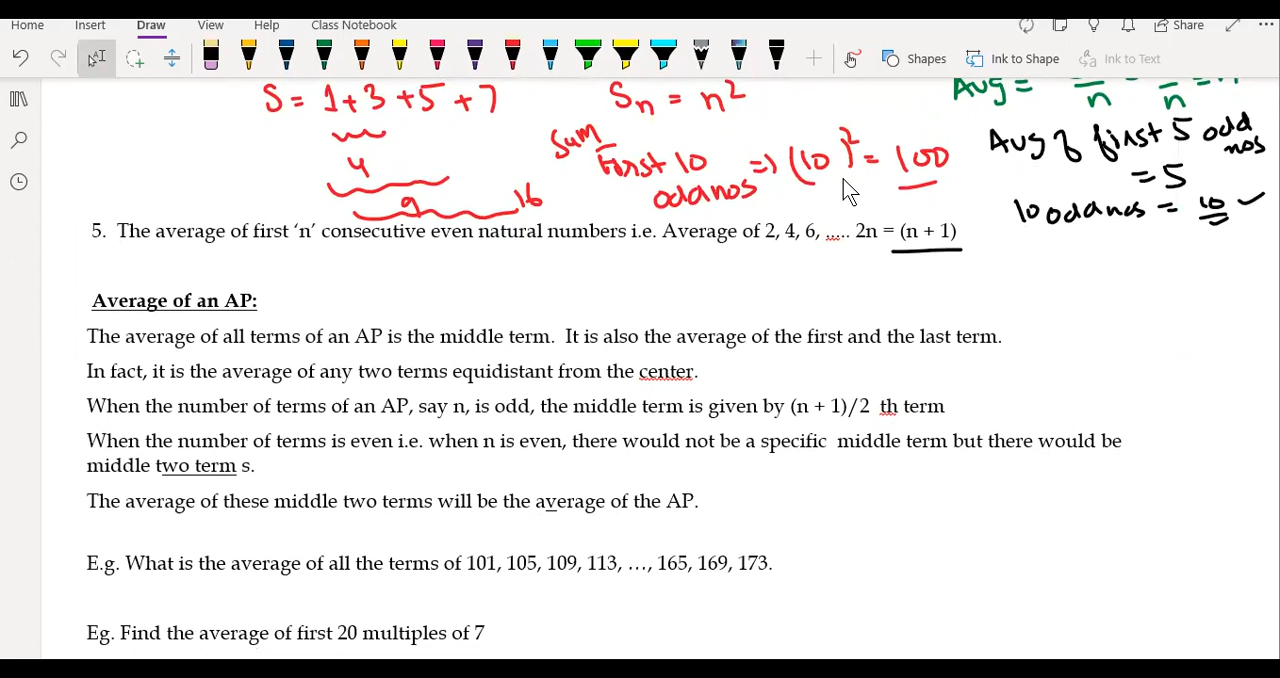 Home Insert Draw View Help Class Notebook
Share
Shapes Ink to Shape Ink to Text
S = 1+3+5+7
Sn = n²
Avg = n n = n
4
9
16
Sum
first 10
odd nos
=> (10)² = 100
Avg of first 5 odd
nos
= 5
10 odd nos = 10
5. The average of first ‘n’ consecutive even natural numbers i.e. Average of 2, 4, 6, ….. 2n = (n + 1)
Average of an AP:
The average of all terms of an AP is the middle term. It is also the average of the first and the last term.
In fact, it is the average of any two terms equidistant from the center.
When the number of terms of an AP, say n, is odd, the middle term is given by (n + 1)/2 th term
When the number of terms is even i.e. when n is even, there would not be a specific middle term but there would be
middle two term s.
The average of these middle two terms will be the average of the AP.
E.g. What is the average of all the terms of 101, 105, 109, 113, …, 165, 169, 173.
Eg. Find the average of first 20 multiples of 7